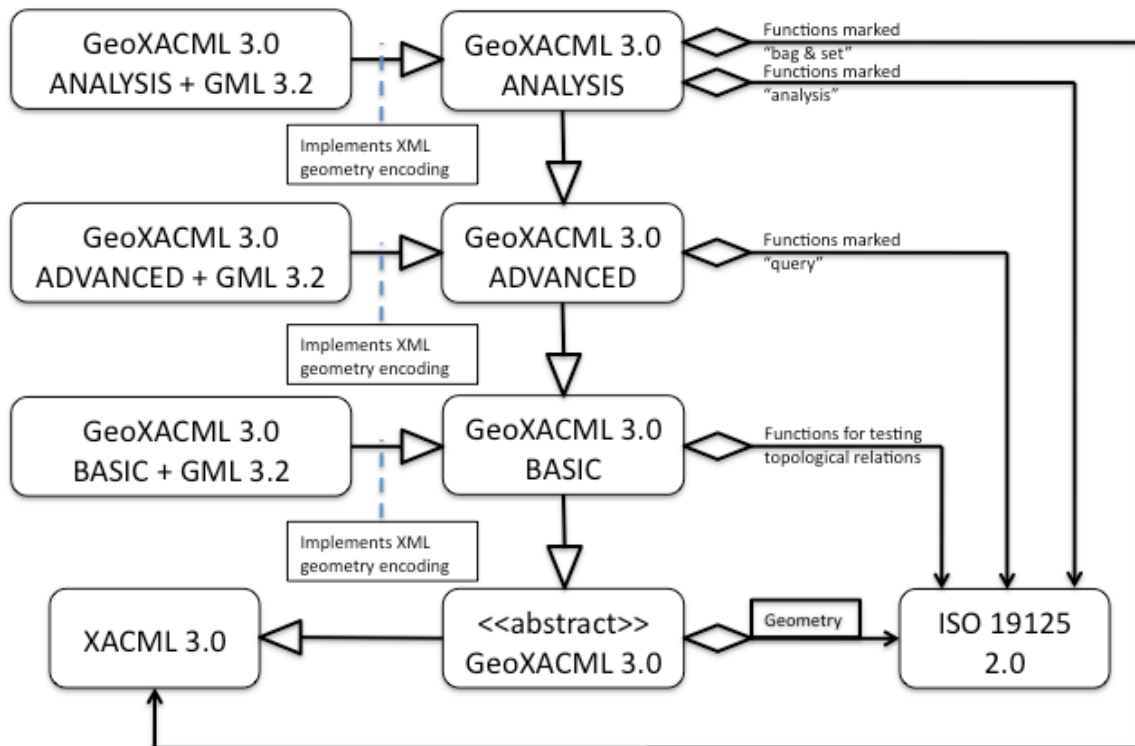 GeoXACML 3.0
ANALYSIS + GML 3.2
GeoXACML 3.0
ANALYSIS
Functions marked
“bag & set”
Functions marked
“analysis”
Implements XML
geometry encoding
GeoXACML 3.0
ADVANCED + GML 3.2
GeoXACML 3.0
ADVANCED
Functions marked
“query”
Implements XML
geometry encoding
GeoXACML 3.0
BASIC + GML 3.2
GeoXACML 3.0
BASIC
Functions for testing
topological relations
Implements XML
geometry encoding
XACML 3.0
<<abstract>>
GeoXACML 3.0
Geometry
ISO 19125
2.0